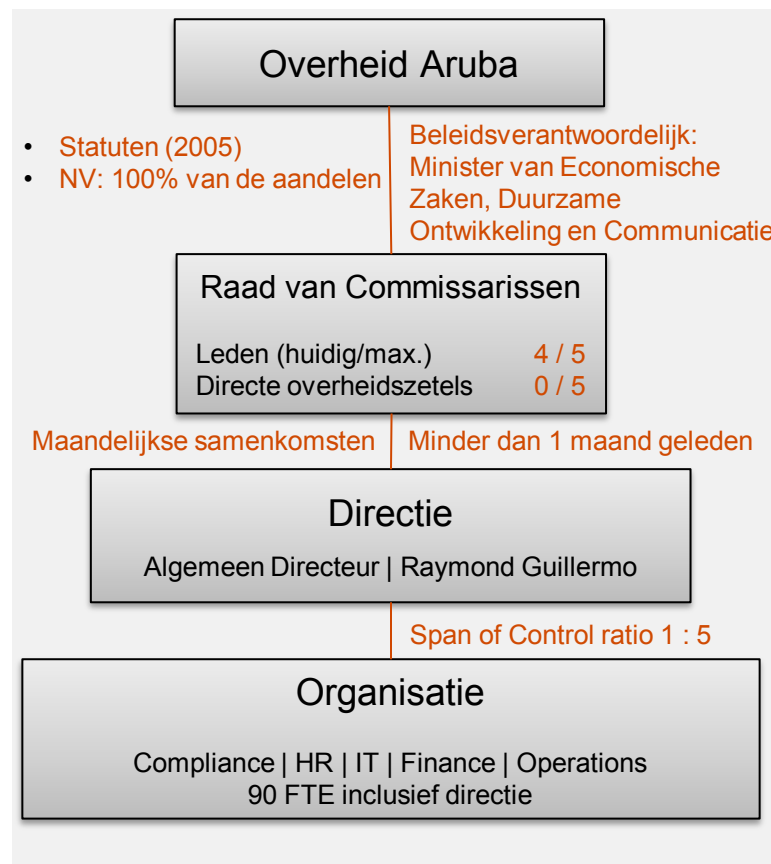 Overheid Aruba
• Statuten (2005)
• NV: 100% van de aandelen
Beleidsverantwoordelijk:
Minister van Economische
Zaken, Duurzame
Ontwikkeling en Communicatie
Raad van Commissarissen
Leden (huidig/max.) 4 / 5
Directe overheidszetels 0 / 5
Maandelijkse samenkomsten
Minder dan 1 maand geleden
Directie
Algemeen Directeur | Raymond Guillermo
Span of Control ratio 1 : 5
Organisatie
Compliance | HR | IT | Finance | Operations
90 FTE inclusief directie